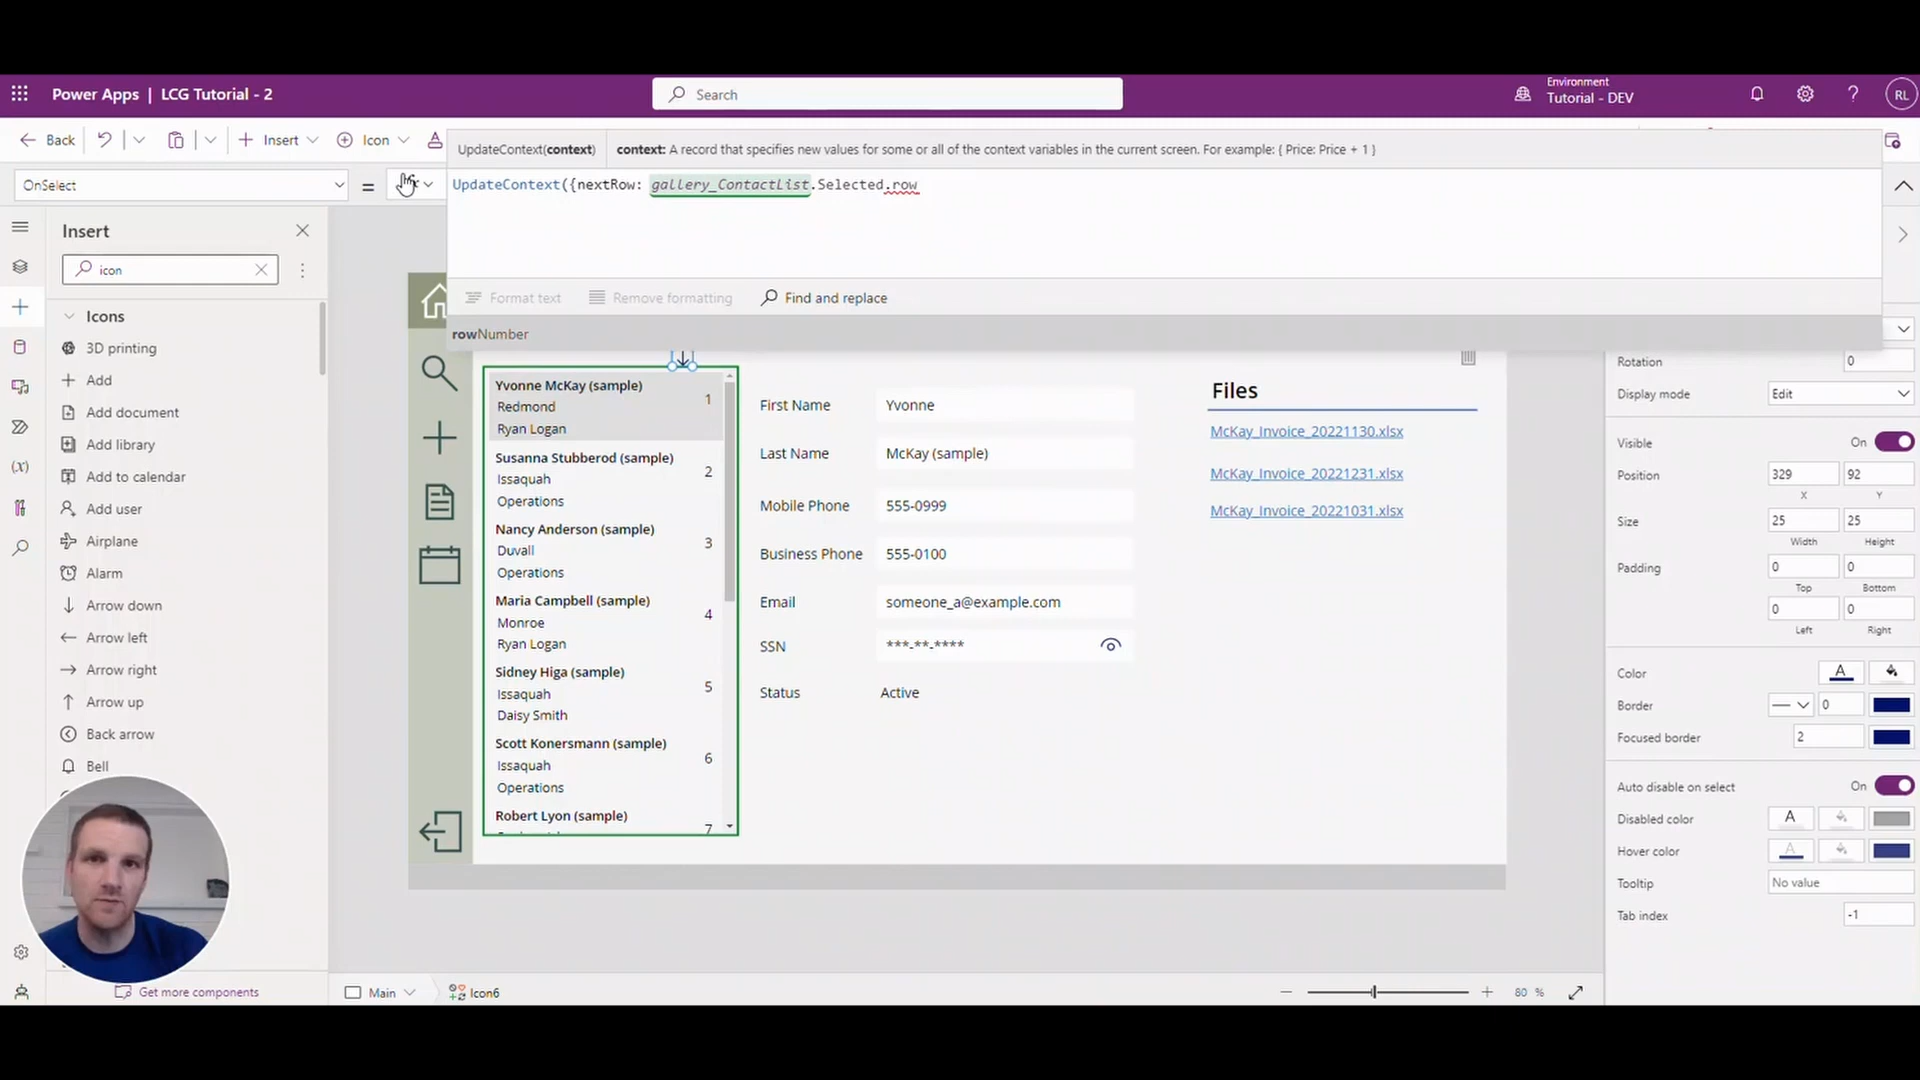 Power Apps | LCG Tutorial - 2
Search
Environment
Tutorial - DEV
RL
Back
Insert
Icon
UpdateContext(context)
context: A record that specifies new values for some or all of the context variables in the current screen. For example: { Price: Price + 1 }
OnSelect
=
UpdateContext({nextRow: gallery_ContactList.Selected.row
Format text
Remove formatting
Find and replace
rowNumber
Insert
icon
Icons
3D printing
Add
Add document
Add library
Add to calendar
Add user
Airplane
Alarm
Arrow down
Arrow left
Arrow right
Arrow up
Back arrow
Bell
Get more components
Yvonne McKay (sample)
Redmond
1
Ryan Logan
Susanna Stubberod (sample)
Issaquah
2
Operations
Nancy Anderson (sample)
Duvall
3
Operations
Maria Campbell (sample)
Monroe
4
Ryan Logan
Sidney Higa (sample)
Issaquah
5
Daisy Smith
Scott Konersmann (sample)
Issaquah
6
Operations
Robert Lyon (sample)
7
First Name
Yvonne
Last Name
McKay (sample)
Mobile Phone
555-0999
Business Phone
555-0100
Email
someone_a@example.com
SSN
***-**-****
Status
Active
Files
McKay_Invoice_20221130.xlsx
McKay_Invoice_20221231.xlsx
McKay_Invoice_20221031.xlsx
Rotation
0
Display mode
Edit
Visible
On
Position
329
92
X
Y
Size
25
25
Width
Height
Padding
0
0
Top
Bottom
0
0
Left
Right
Color
A
Border
0
Focused border
2
Auto disable on select
On
Disabled color
A
Hover color
A
Tooltip
No value
Tab index
-1
Main
Icon6
80 %